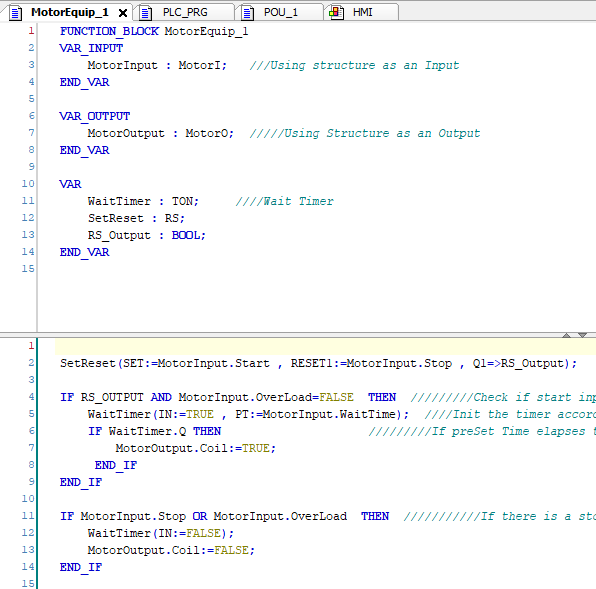 MotorEquip_1 PLC_PRG POU_1 HMI
1 FUNCTION_BLOCK MotorEquip_1
2 VAR_INPUT
3 MotorInput : MotorI; ///Using structure as an Input
4 END_VAR
5
6 VAR_OUTPUT
7 MotorOutput : MotorO; /////Using Structure as an Output
8 END_VAR
9
10 VAR
11 WaitTimer : TON; ////Wait Timer
12 SetReset : RS;
13 RS_Output : BOOL;
14 END_VAR
15
1
2 SetReset(SET:=MotorInput.Start , RESET1:=MotorInput.Stop , Q1=>RS_Output);
3
4 IF RS_OUTPUT AND MotorInput.OverLoad=FALSE THEN /////////Check if start inp
5 WaitTimer(IN:=TRUE , PT:=MotorInput.WaitTime); ////Init the timer accor
6 IF WaitTimer.Q THEN /////////If preSet Time elapses t
7 MotorOutput.Coil:=TRUE;
8 END_IF
9 END_IF
10
11 IF MotorInput.Stop OR MotorInput.OverLoad THEN ///////////If there is a sto
12 WaitTimer(IN:=FALSE);
13 MotorOutput.Coil:=FALSE;
14 END_IF
15